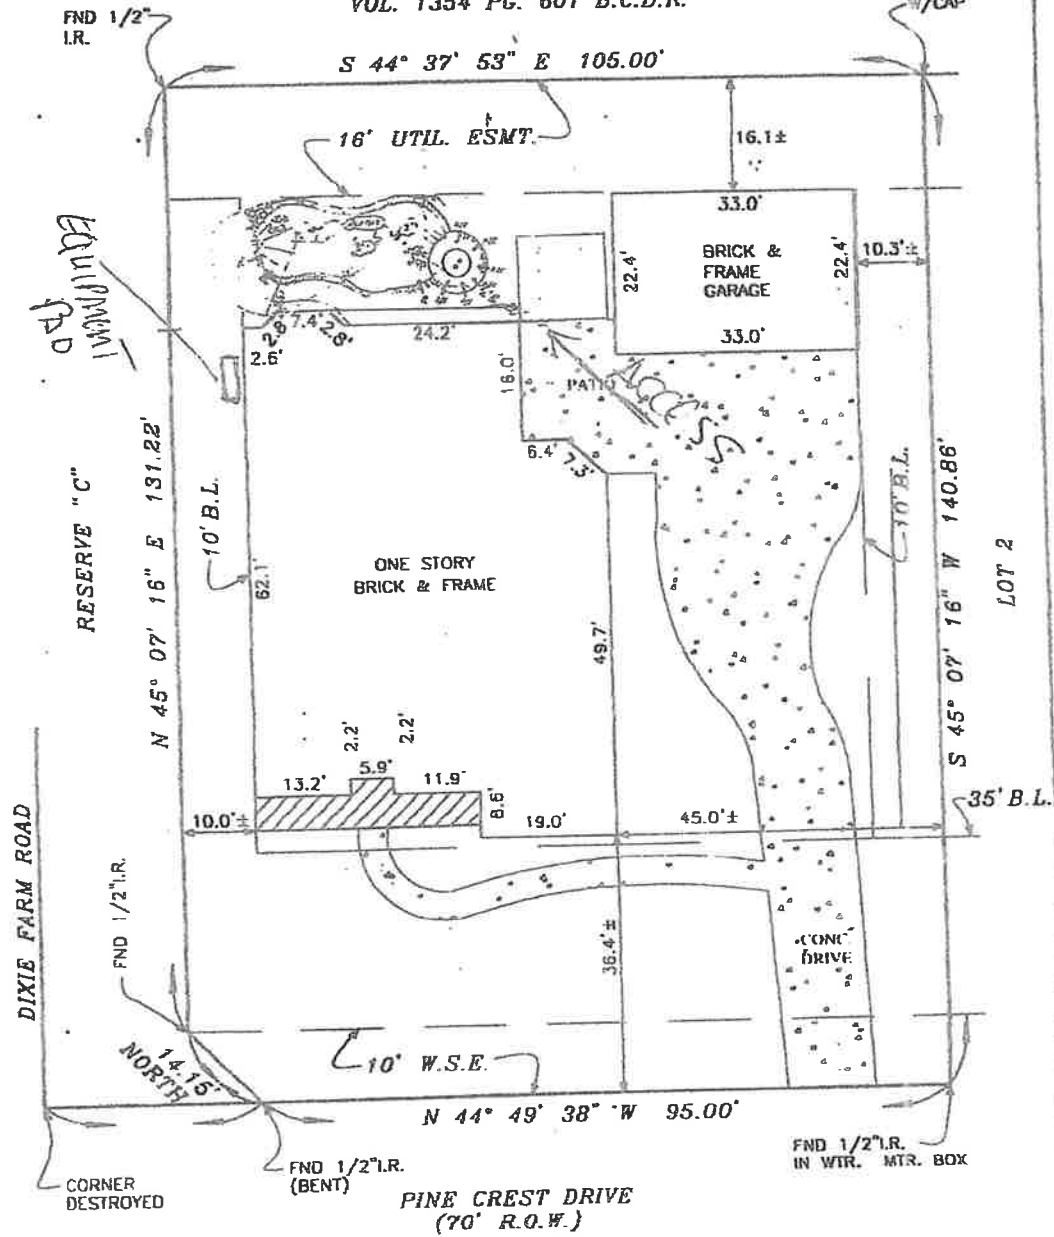 VOL. 1354 PG. 601 B.C.D.R.
FND 1/2"
I.R.
W/CAP
S 44° 37' 53" E 105.00'
16' UTIL. ESMT.
16.1±
33.0'
BRICK &
FRAME
GARAGE
22.4'
22.4'
10.3'±
33.0'
EQUIPMENT
PAD
2.8'
7.4'
2.8'
24.2'
2.6'
16.0'
PATIO
ACCESS
6.4'
7.3'
RESERVE "C"
N 45° 07' 16" E 131.22'
10' B.L.
62.1'
ONE STORY
BRICK & FRAME
49.7'
10' B.L.
S 45° 07' 16" W 140.86'
LOT 2
2.2'
2.2'
13.2'
5.9'
11.9'
8.6'
10.0'±
19.0'
45.0'±
35' B.L.
DIXIE FARM ROAD
FND 1/2"I.R.
36.4'±
CONC
DRIVE
14.15'
NORTH
10' W.S.E.
N 44° 49' 38" W 95.00'
CORNER
DESTROYED
FND 1/2"I.R.
(BENT)
FND 1/2"I.R.
IN WTR. MTR. BOX
PINE CREST DRIVE
(70' R.O.W.)